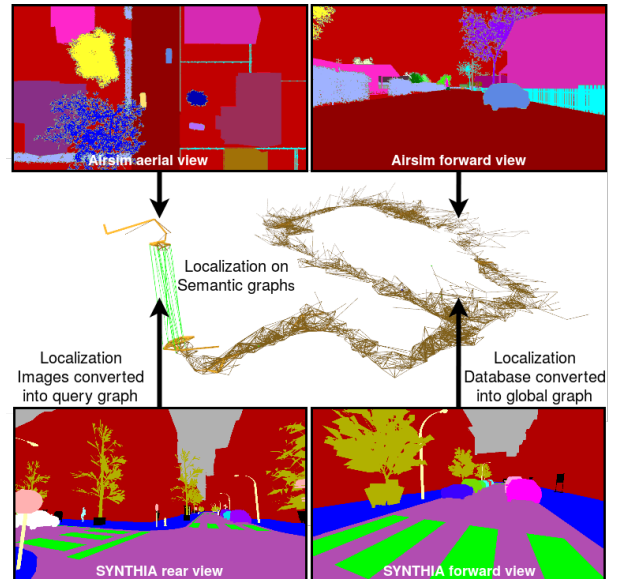 Airsim aerial view
Airsim forward view
Localization on
Semantic graphs
Localization
Images converted
into query graph
Localization
Database converted
into global graph
SYNTHIA rear view
SYNTHIA forward view